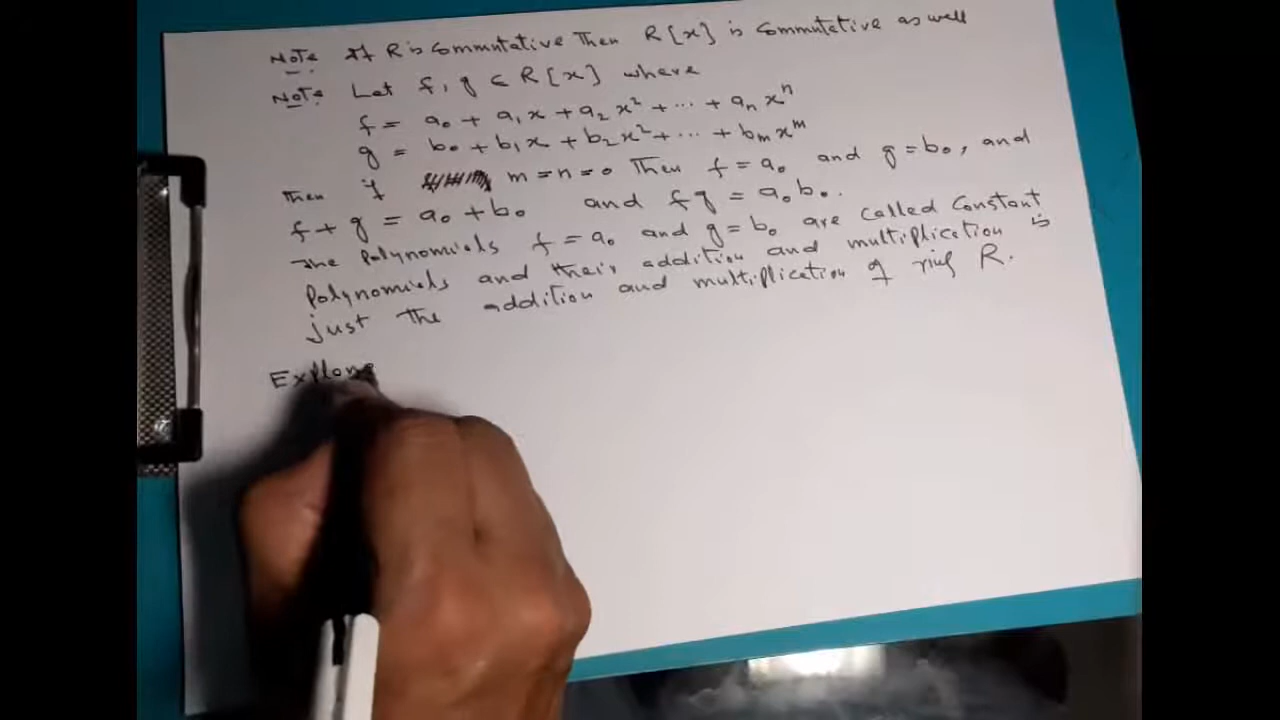 Note: If R is commutative Then R[x] is commutative as well
Note: Let f, g ∈ R[x] where
f = a₀ + a₁x + a₂x² + ··· + aₙxⁿ
g = b₀ + b₁x + b₂x² + ··· + bₘxᵐ
Then if m = n = 0 Then f = a₀ and g = b₀, and
f + g = a₀ + b₀ and fg = a₀b₀.
The polynomials f = a₀ and g = b₀ are called Constant
Polynomials and their addition and multiplication is
just the addition and multiplication of ring R.